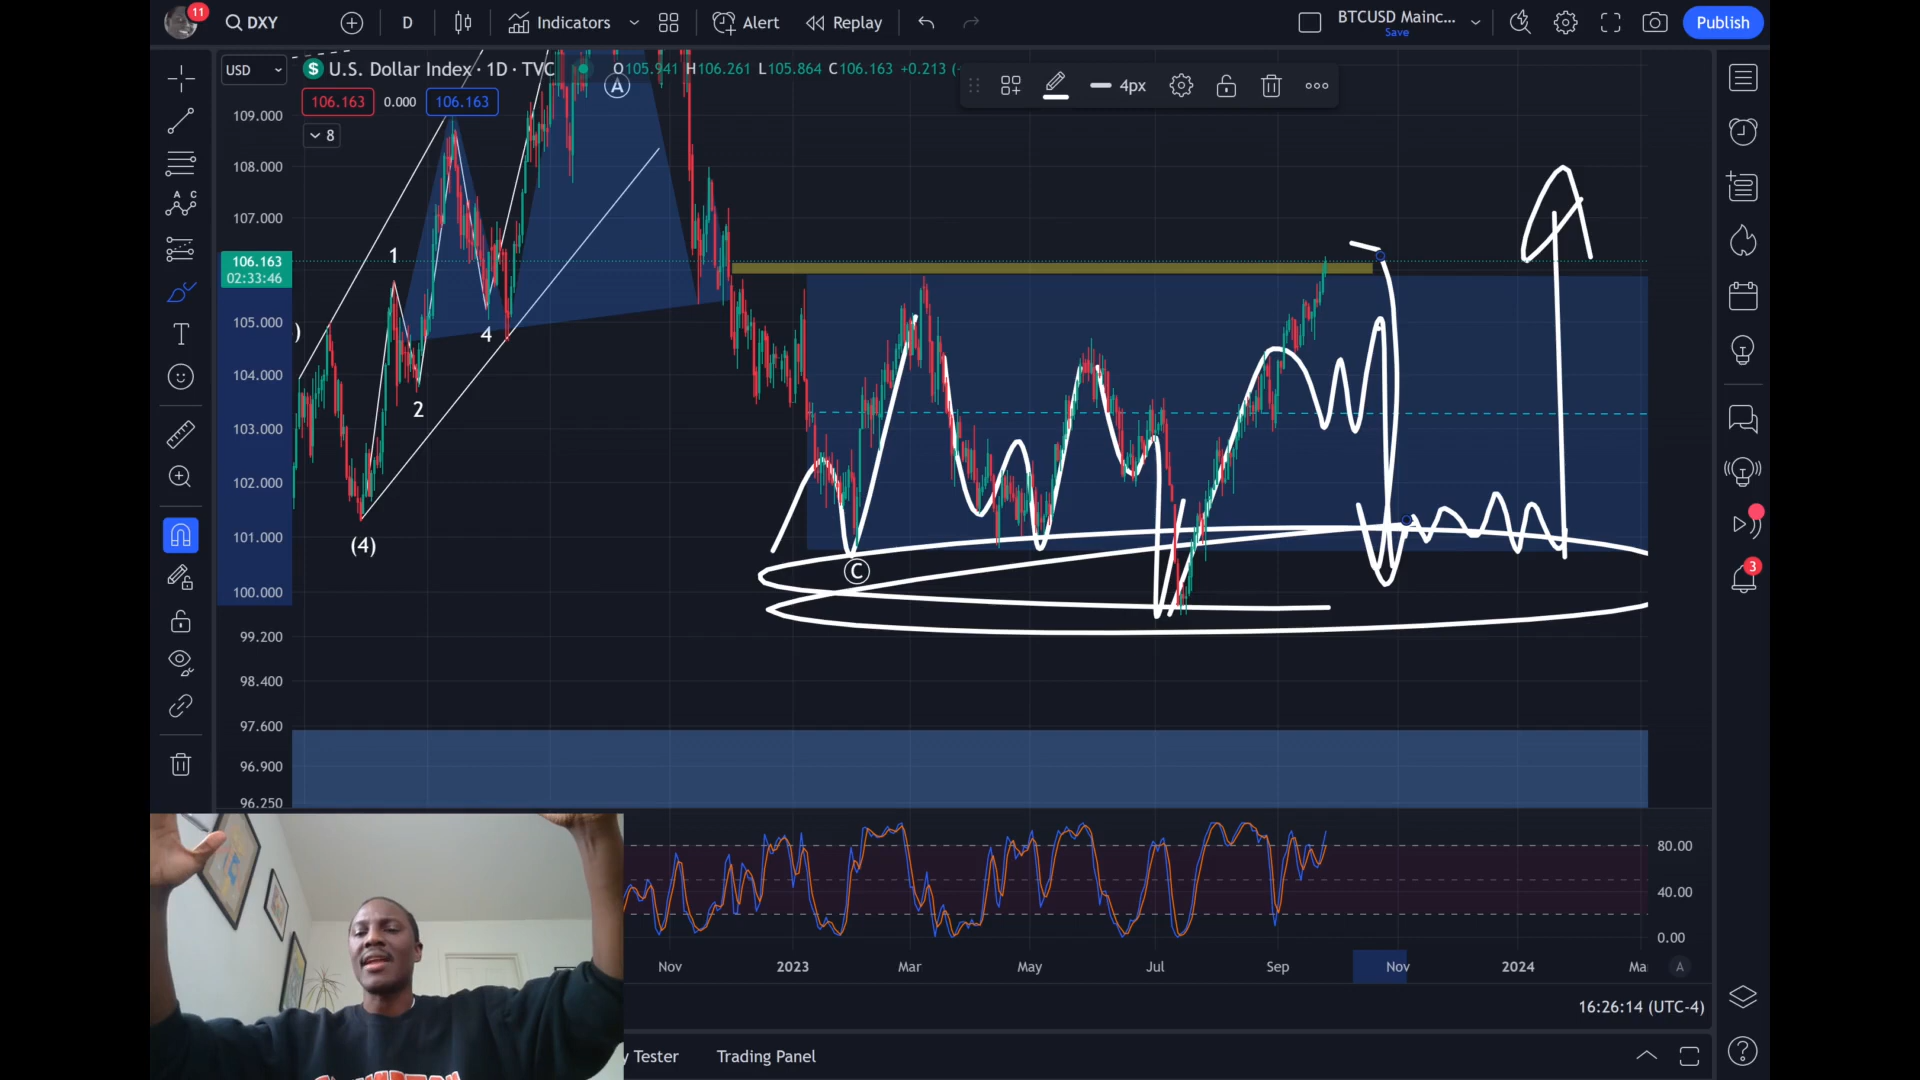 11
DXY
D
Indicators
Alert
Replay
BTCUSD Mainc...
Save
Publish
USD
$ U.S. Dollar Index · 1D · TVC
O105.941 H106.261 L105.864 C106.163 +0.213
106.163 0.000 106.163
8
4px
A
109.000
108.000
107.000
106.163
02:33:46
105.000
104.000
103.000
102.000
101.000
100.000
99.200
98.400
97.600
96.900
96.250
1
2
4
(4)
C
3
80.00
40.00
0.00
Nov 2023 Mar May Jul Sep Nov 2024 Ma
A
16:26:14 (UTC-4)
y Tester
Trading Panel